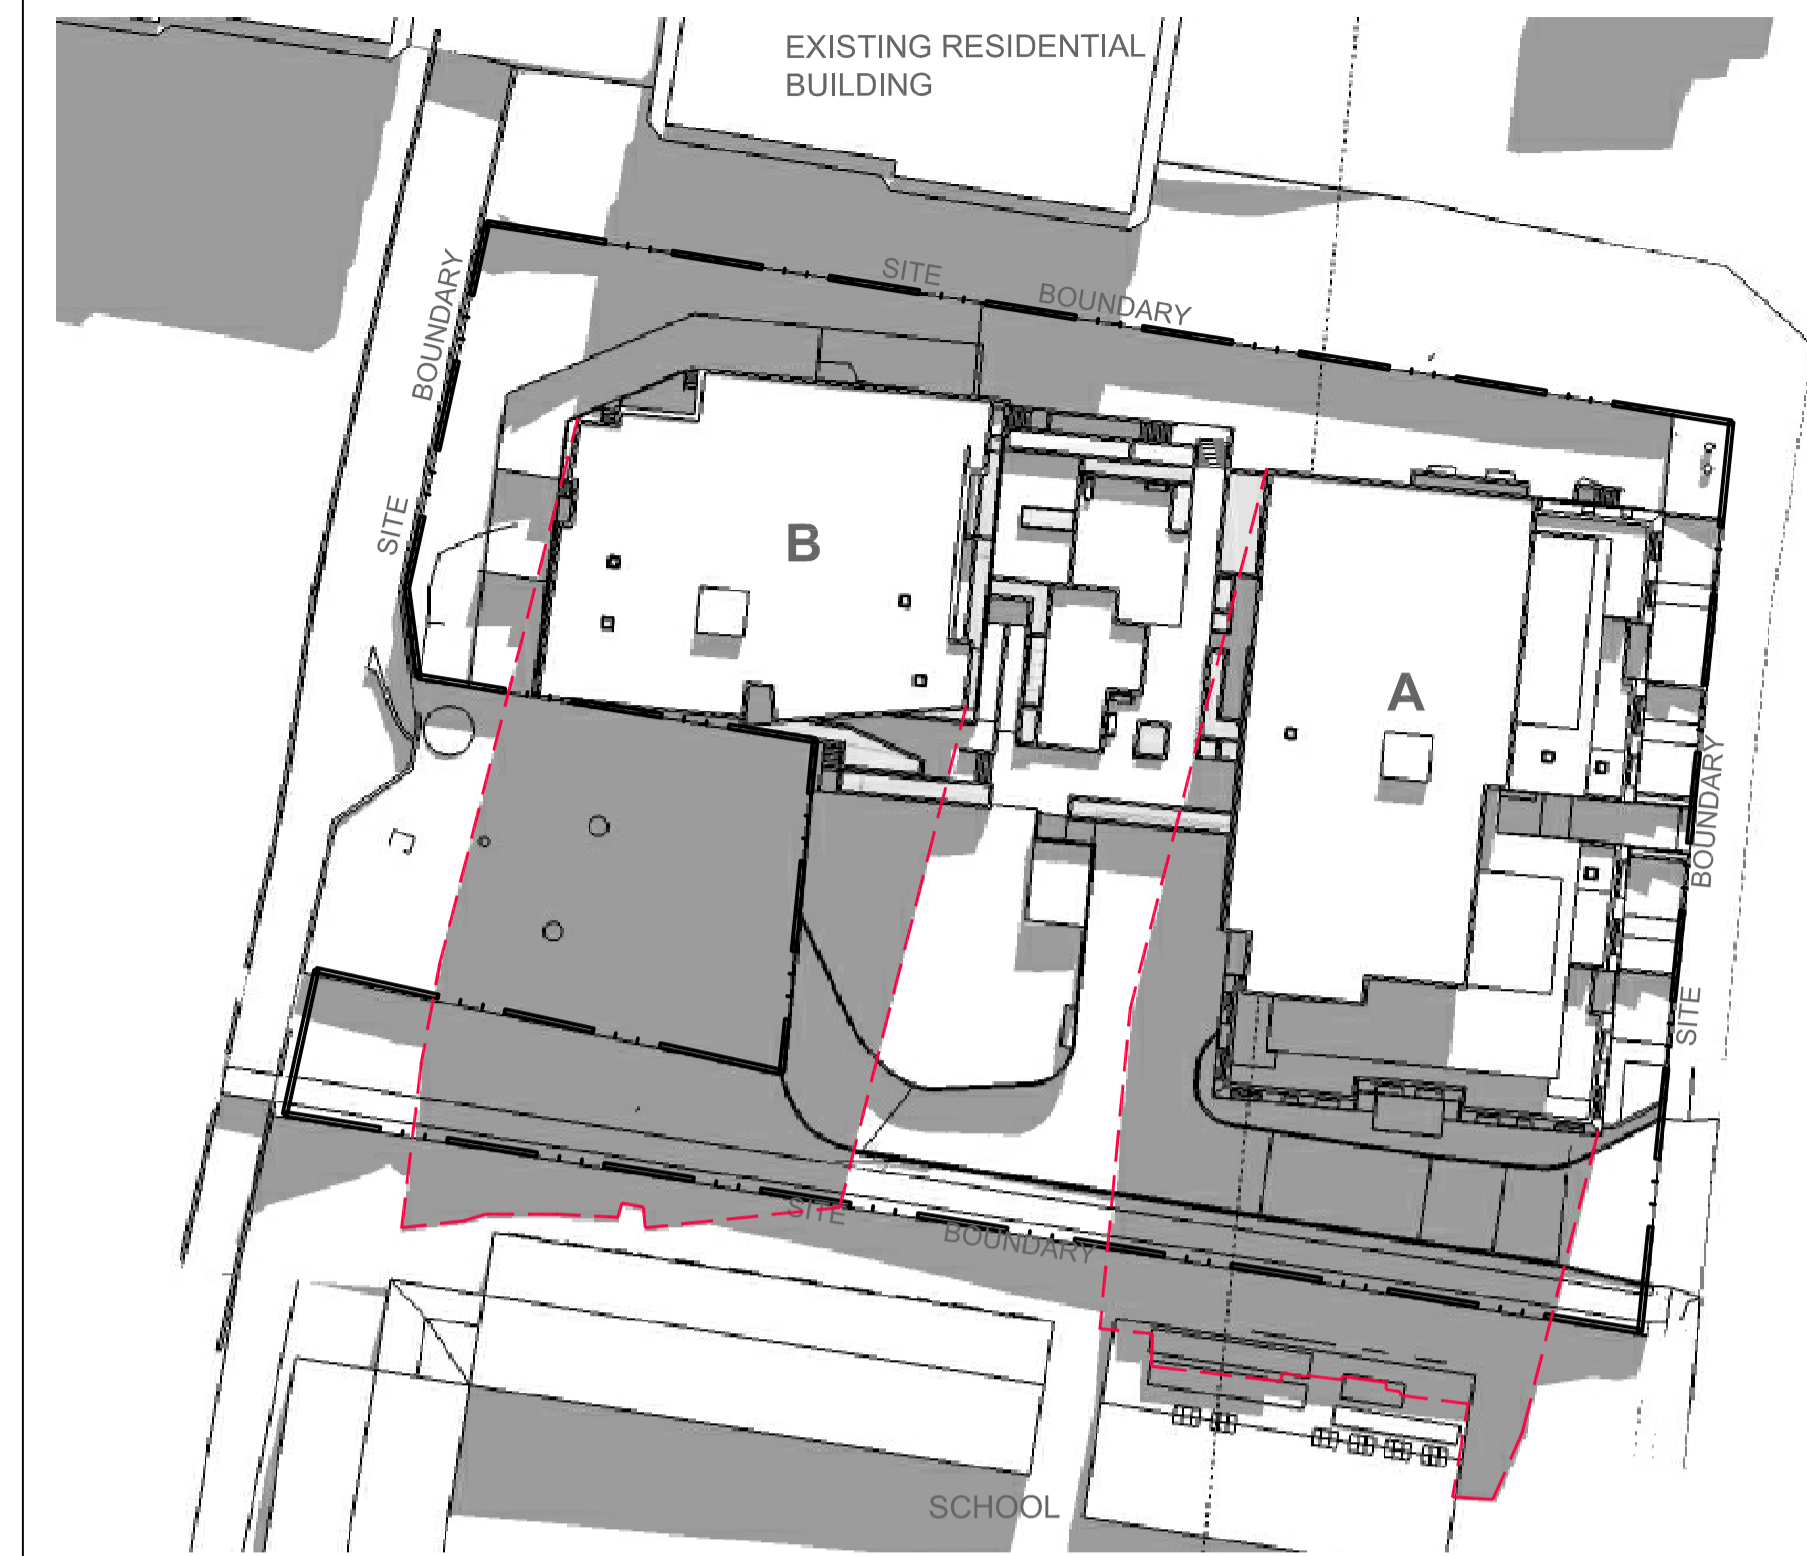 EXISTING RESIDENTIAL
BUILDING
SITE
BOUNDARY
BOUNDARY
SITE
B
A
BOUNDARY
SITE
SITE
BOUNDARY
SCHOOL